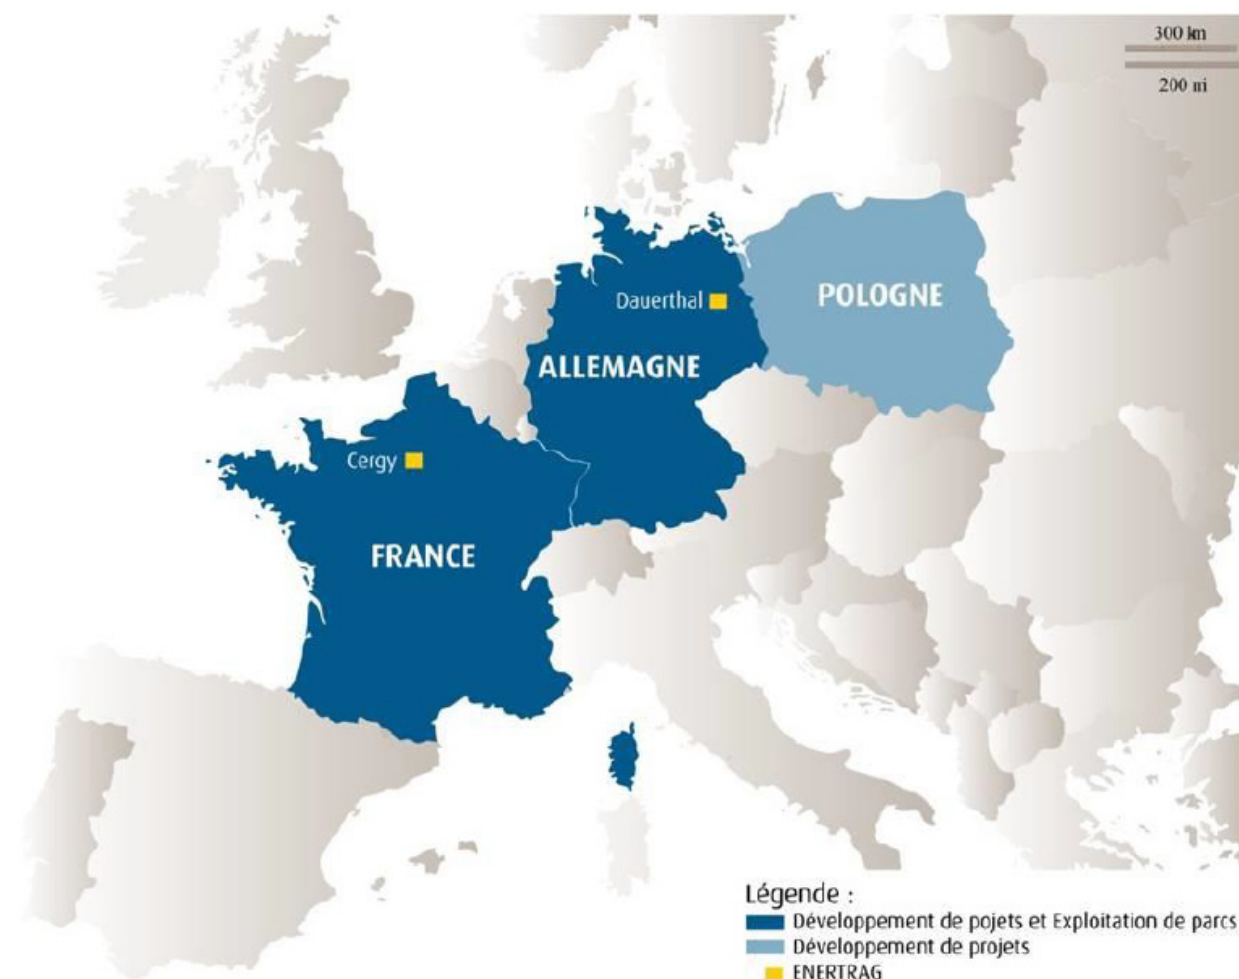 300 km
200 mi
Dauerthal
POLOGNE
ALLEMAGNE
Cergy
FRANCE
Légende :
Développement de pojets et Exploitation de parcs
Développement de projets
ENERTRAG